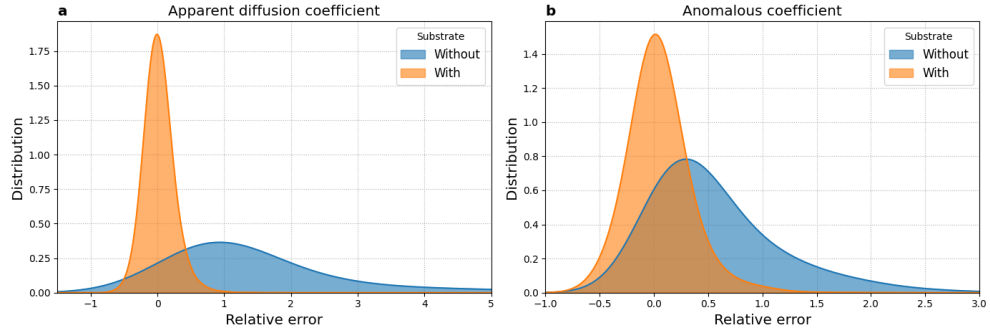 a
Apparent diffusion coefficient
Distribution
1.75
1.50
1.25
1.00
0.75
0.50
0.25
0.00
−1
0
1
2
3
4
5
Relative error
Substrate
Without
With
b
Anomalous coefficient
Distribution
1.4
1.2
1.0
0.8
0.6
0.4
0.2
0.0
−1.0
−0.5
0.0
0.5
1.0
1.5
2.0
2.5
3.0
Relative error
Substrate
Without
With